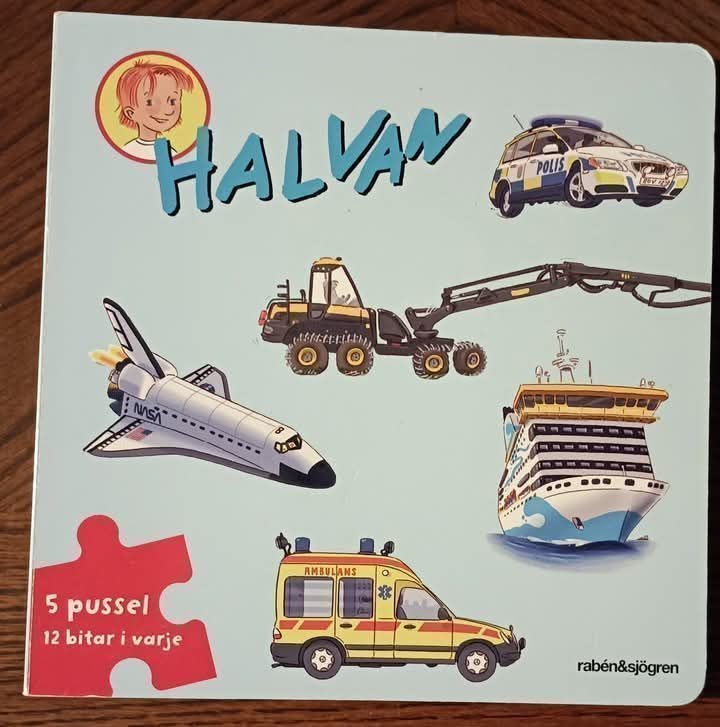 HALVAN
POLIS
NASA
AMBULANS
5 pussel
12 bitar i varje
rabén&sjögren